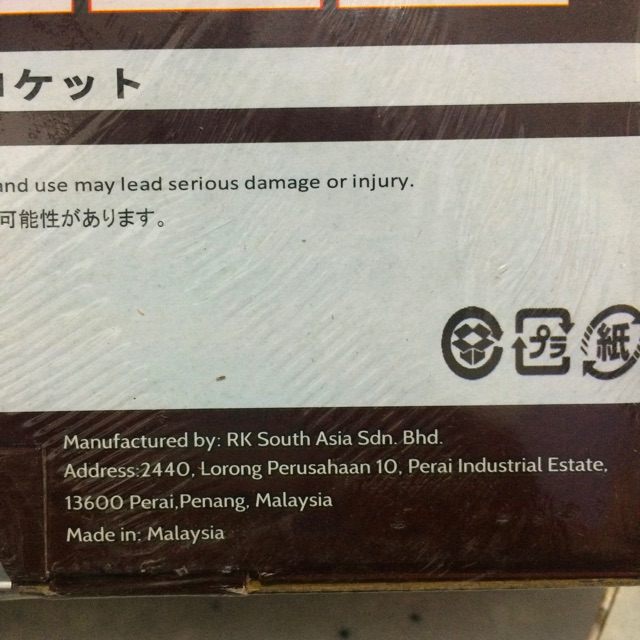 ケット
and use may lead serious damage or injury.
可能性があります。
プラ
紙
Manufactured by: RK South Asia Sdn. Bhd.
Address:2440, Lorong Perusahaan 10, Perai Industrial Estate,
13600 Perai,Penang, Malaysia
Made in: Malaysia